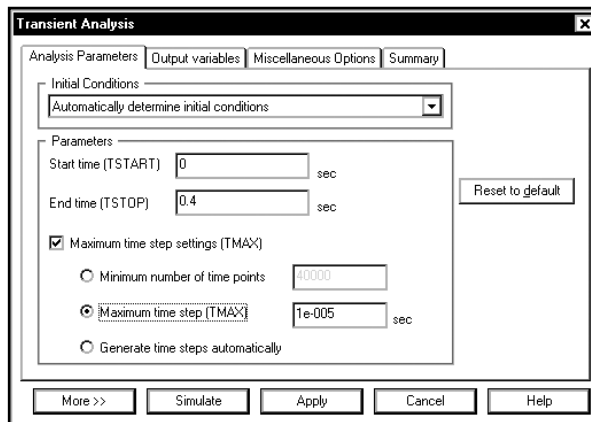 Transient Analysis
Analysis Parameters
Output variables
Miscellaneous Options
Summary
Initial Conditions
Automatically determine initial conditions
Parameters
Start time (TSTART) 0 sec
End time (TSTOP) 0.4 sec
Reset to default
Maximum time step settings (TMAX)
Minimum number of time points 40000
Maximum time step (TMAX) 1e-005 sec
Generate time steps automatically
More >>
Simulate
Apply
Cancel
Help